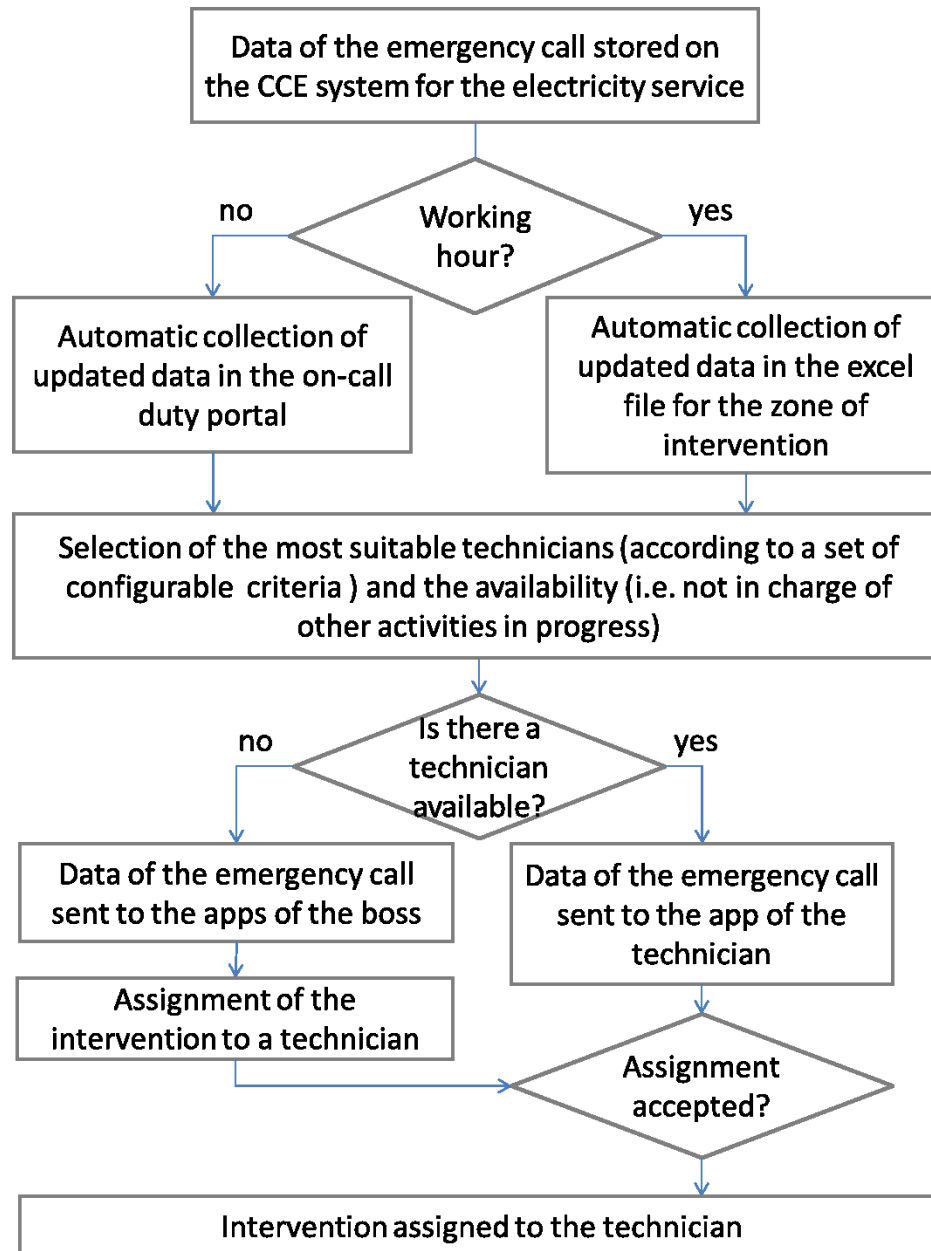 Data of the emergency call stored on
the CCE system for the electricity service
no
yes
Working
hour?
Automatic collection of
updated data in the on-call
duty portal
Automatic collection of
updated data in the excel
file for the zone of
intervention
Selection of the most suitable technicians (according to a set of
configurable criteria ) and the availability (i.e. not in charge of
other activities in progress)
no
yes
Is there a
technician
available?
Data of the emergency call
sent to the apps of the boss
Data of the emergency call
sent to the app of the
technician
Assignment of the
intervention to a technician
Assignment
accepted?
Intervention assigned to the technician